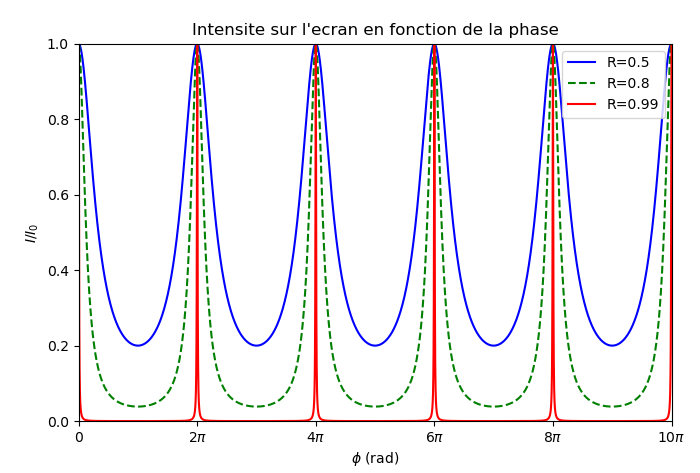 Intensite sur l'ecran en fonction de la phase
1.0
0.8
0.6
0.4
0.2
0.0
I/I₀
R=0.5
R=0.8
R=0.99
0 2π 4π 6π 8π 10π
ϕ (rad)